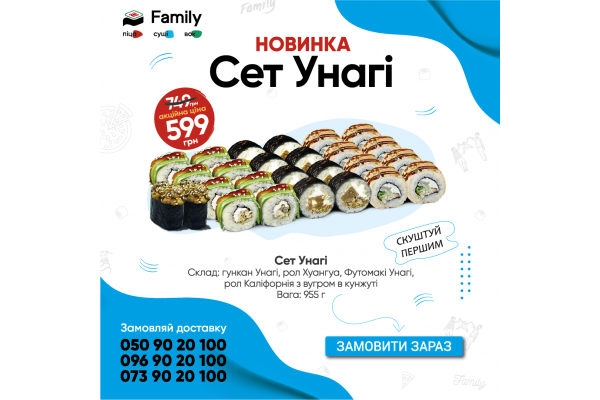 Family
піца суші вок
Family
НОВИНКА
Сет Унагі
749 грн
акційна ціна
599
грн
СКУШТУЙ
ПЕРШИМ
Сет Унагі
Склад: гункан Унагі, рол Хуангуа, Футомакі Унагі,
рол Каліфорнія з вугром в кунжуті
Вага: 955 г
Замовляй доставку
050 90 20 100
096 90 20 100
073 90 20 100
ЗАМОВИТИ ЗАРАЗ
Family